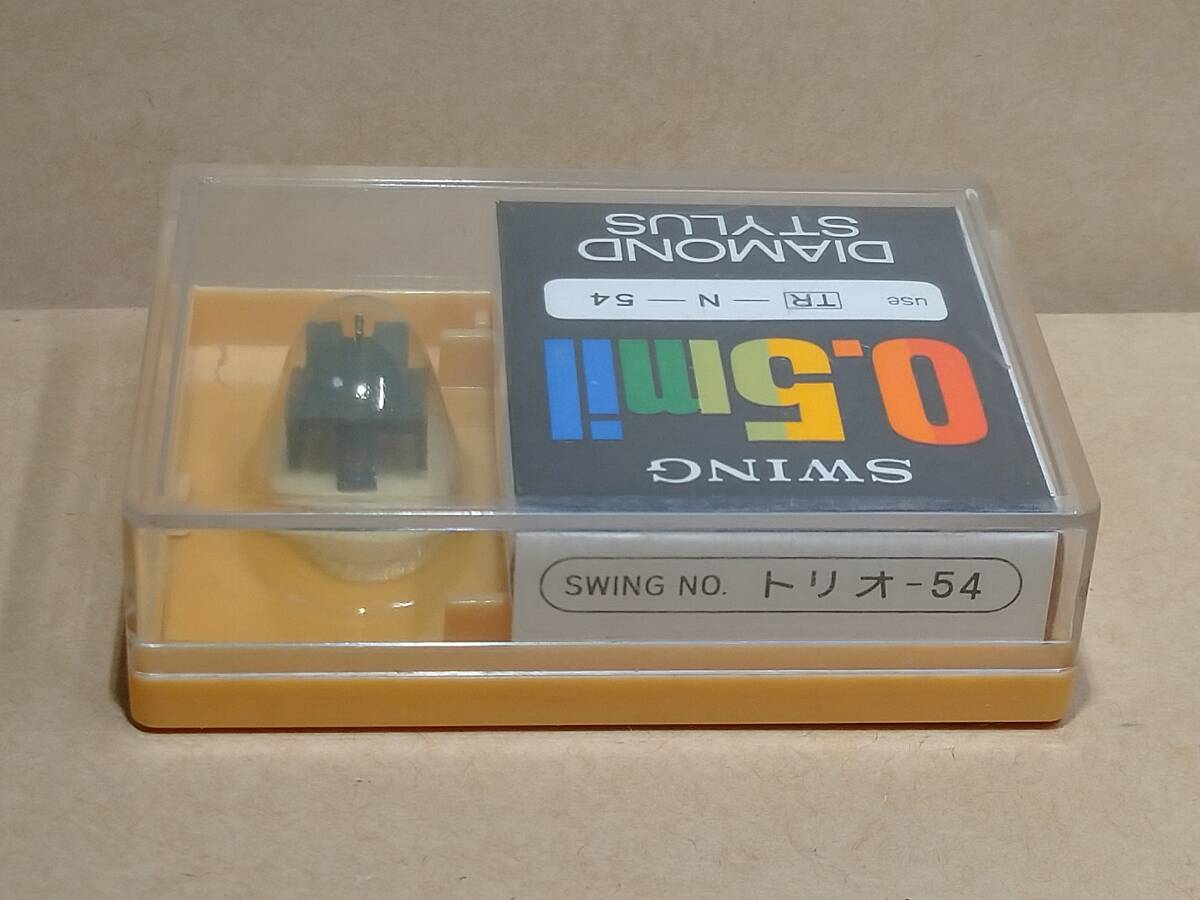 SWING
0.5mil
use TR-N-54
DIAMOND
STYLUS
SWING NO. トリオ-54